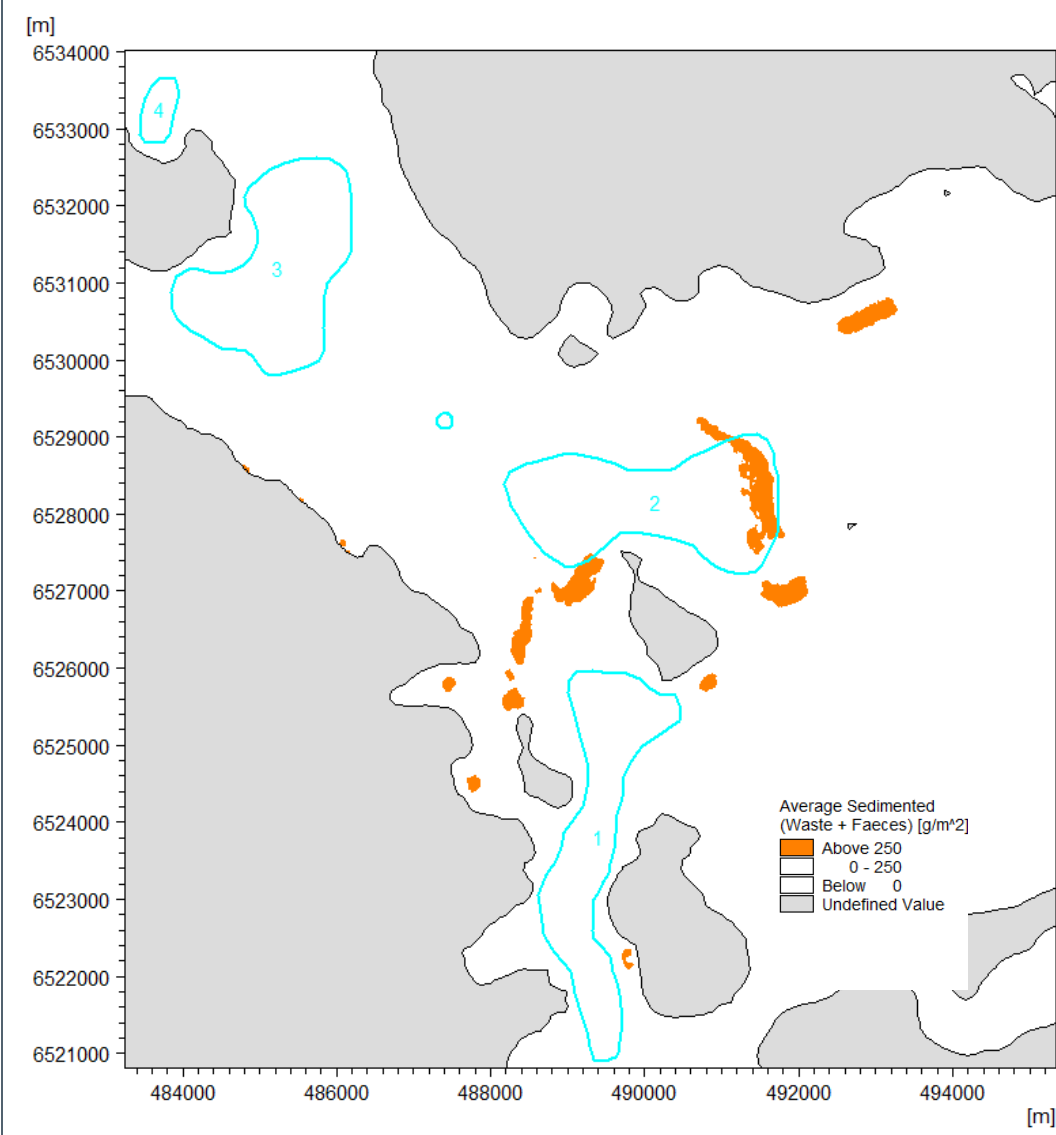 [m]
6534000
6533000
6532000
6531000
6530000
6529000
6528000
6527000
6526000
6525000
6524000
6523000
6522000
6521000
4
3
2
1
Average Sedimented
(Waste + Faeces) [g/m^2]
Above 250
0 - 250
Below 0
Undefined Value
484000 486000 488000 490000 492000 494000
[m]